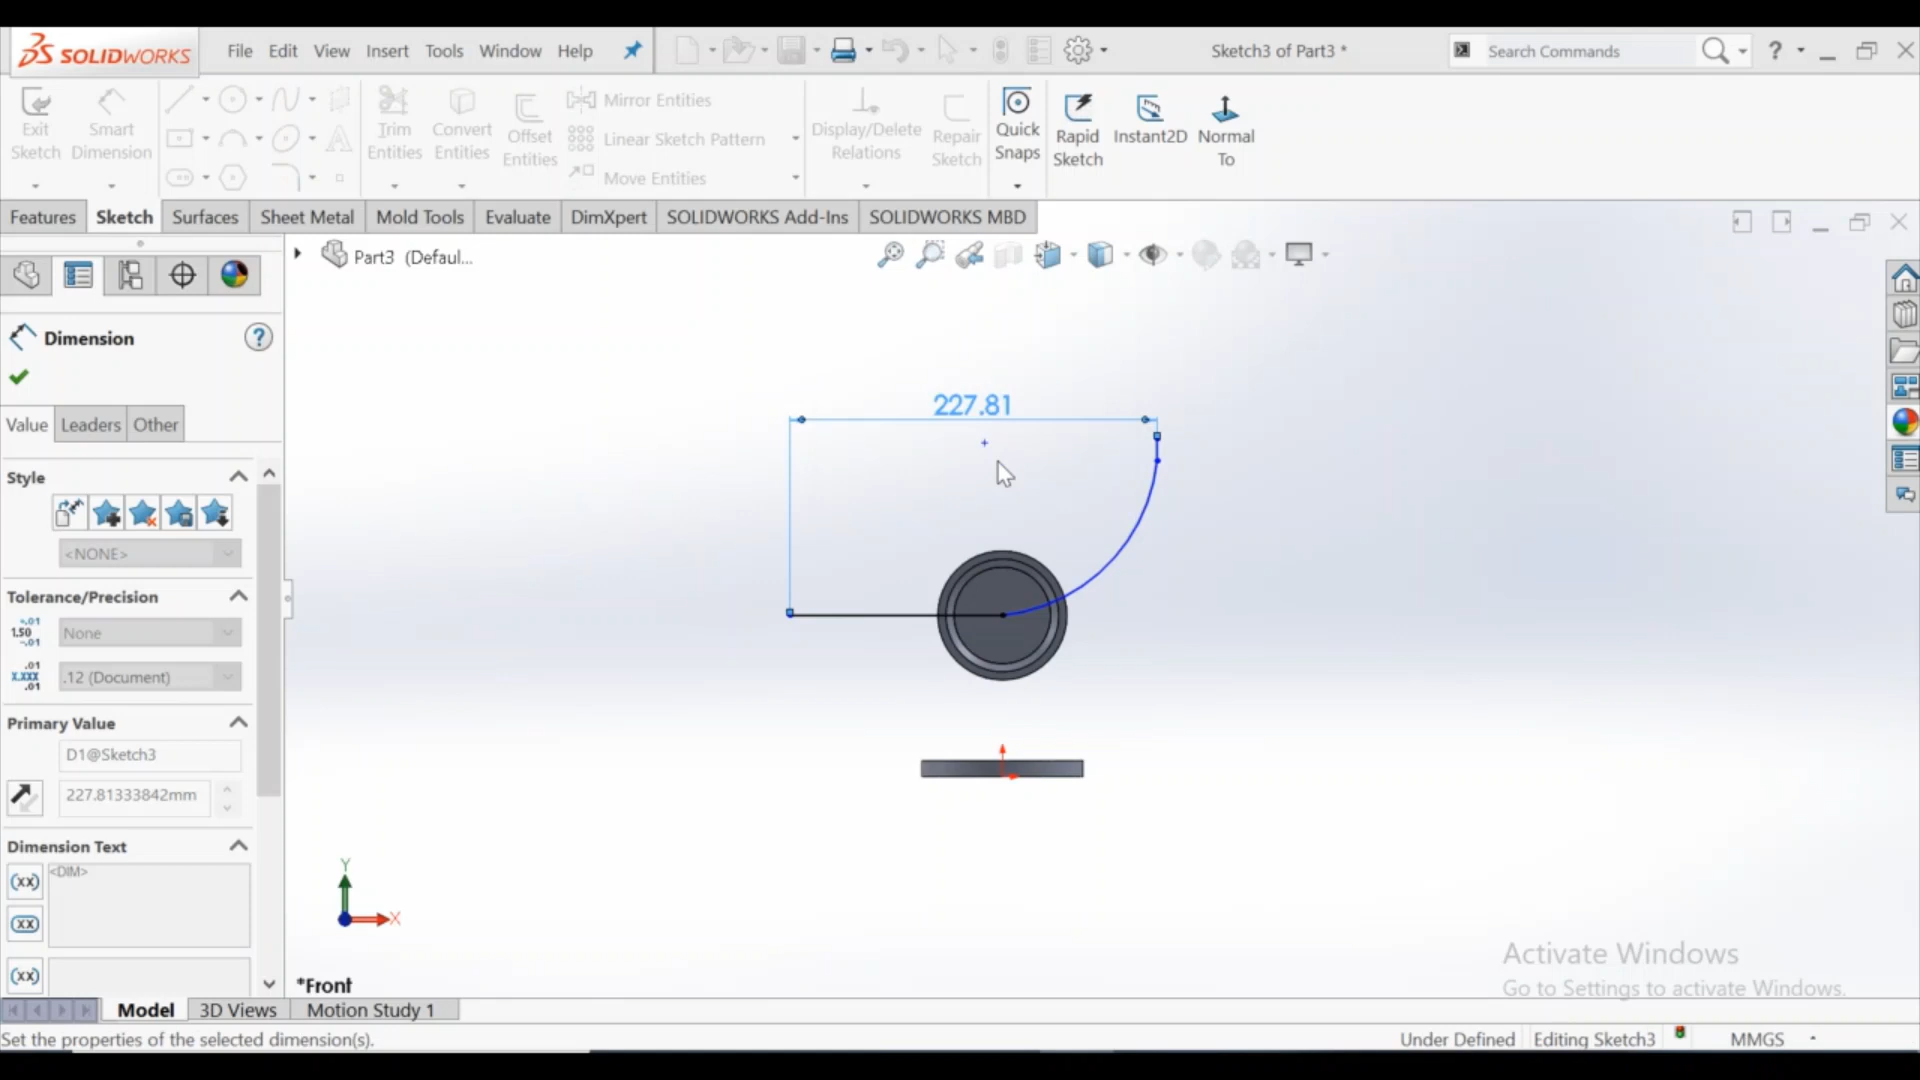 SOLIDWORKS File Edit View Insert Tools Window Help Sketch3 of Part3 * Search Commands ?
Exit Sketch
Smart Dimension
Trim Entities
Convert Entities
Offset Entities
Mirror Entities
Linear Sketch Pattern
Move Entities
Display/Delete Relations
Repair Sketch
Quick Snaps
Rapid Sketch
Instant2D
Normal To
Features Sketch Surfaces Sheet Metal Mold Tools Evaluate DimXpert SOLIDWORKS Add-Ins SOLIDWORKS MBD
Part3 (Defaul...
Dimension ?
Value Leaders Other
Style
<NONE>
Tolerance/Precision
None
.12 (Document)
Primary Value
D1@Sketch3
227.81333842mm
Dimension Text
(xx) <DIM>
(xx)
(xx)
227.81
Y
X
*Front
Activate Windows
Go to Settings to activate Windows.
Model 3D Views Motion Study 1
Set the properties of the selected dimension(s). Under Defined Editing Sketch3 MMGS